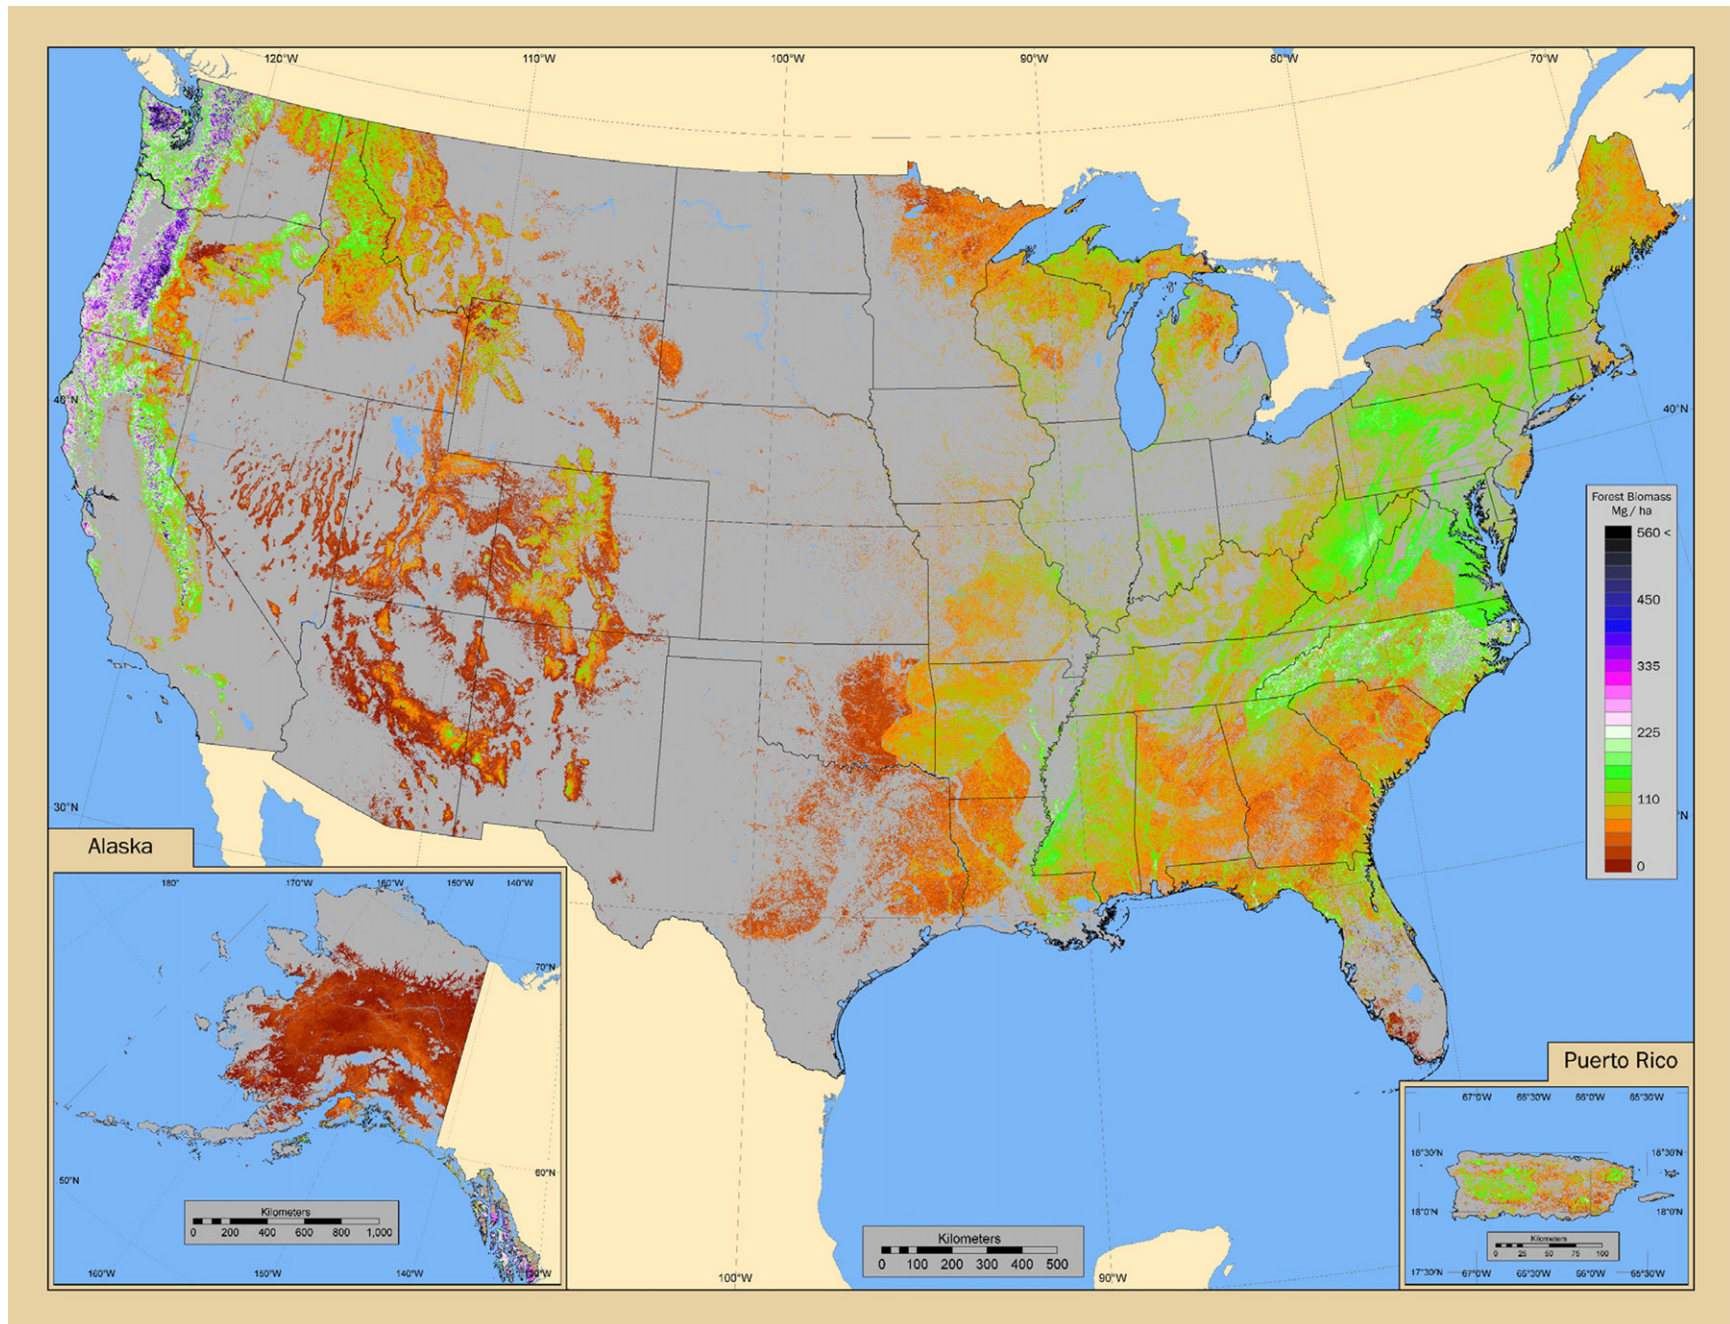 120°W 110°W 100°W 90°W 80°W 70°W
40°N
40°N
Forest Biomass
Mg / ha
560 <
450
335
225
110
0
30°N
°N
Alaska
180° 170°W 160°W 150°W 140°W
70°N
60°N
50°N
Kilometers
0 200 400 600 800 1,000
160°W 150°W 140°W 130°W
Kilometers
0 100 200 300 400 500
100°W 90°W
Puerto Rico
67°0'W 66°30'W 66°0'W 65°30'W
18°30'N 18°30'N
18°0'N 18°0'N
Kilometers
0 25 50 75 100
17°30'N 67°0'W 66°30'W 66°0'W 65°30'W